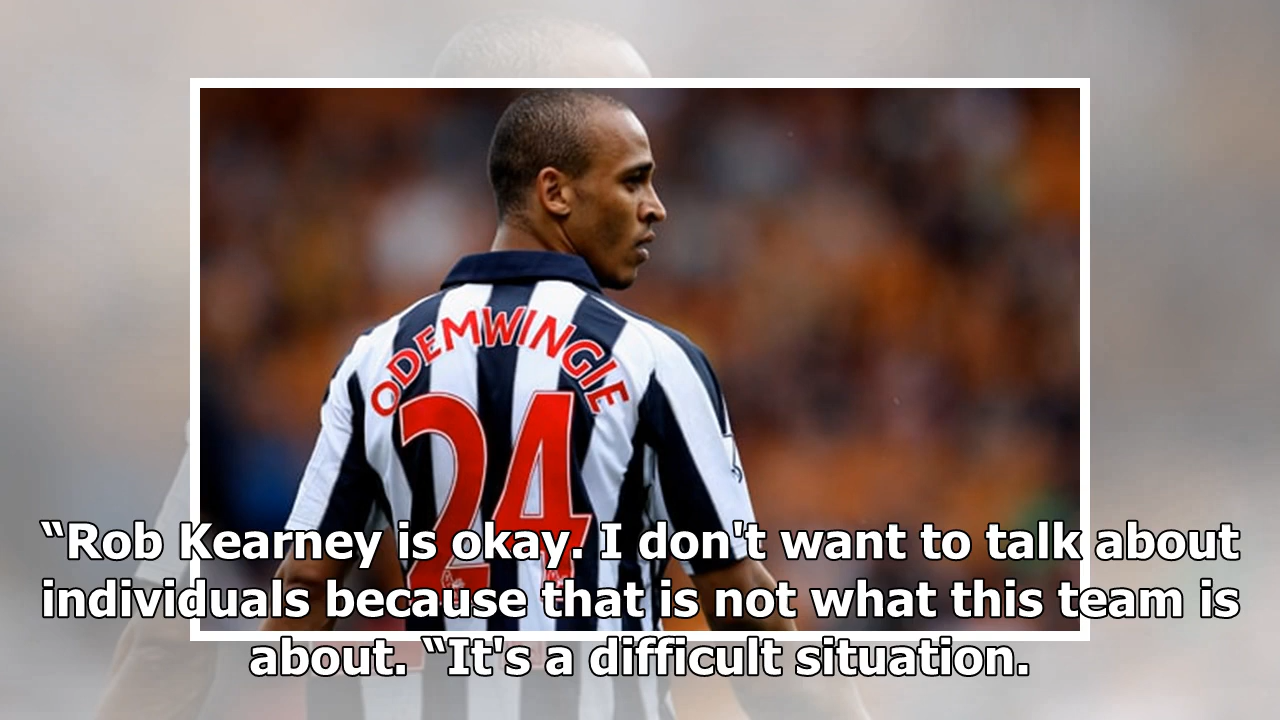 ODEMWINGIE
24
“Rob Kearney is okay. I don't want to talk about
individuals because that is not what this team is
about. “It's a difficult situation.